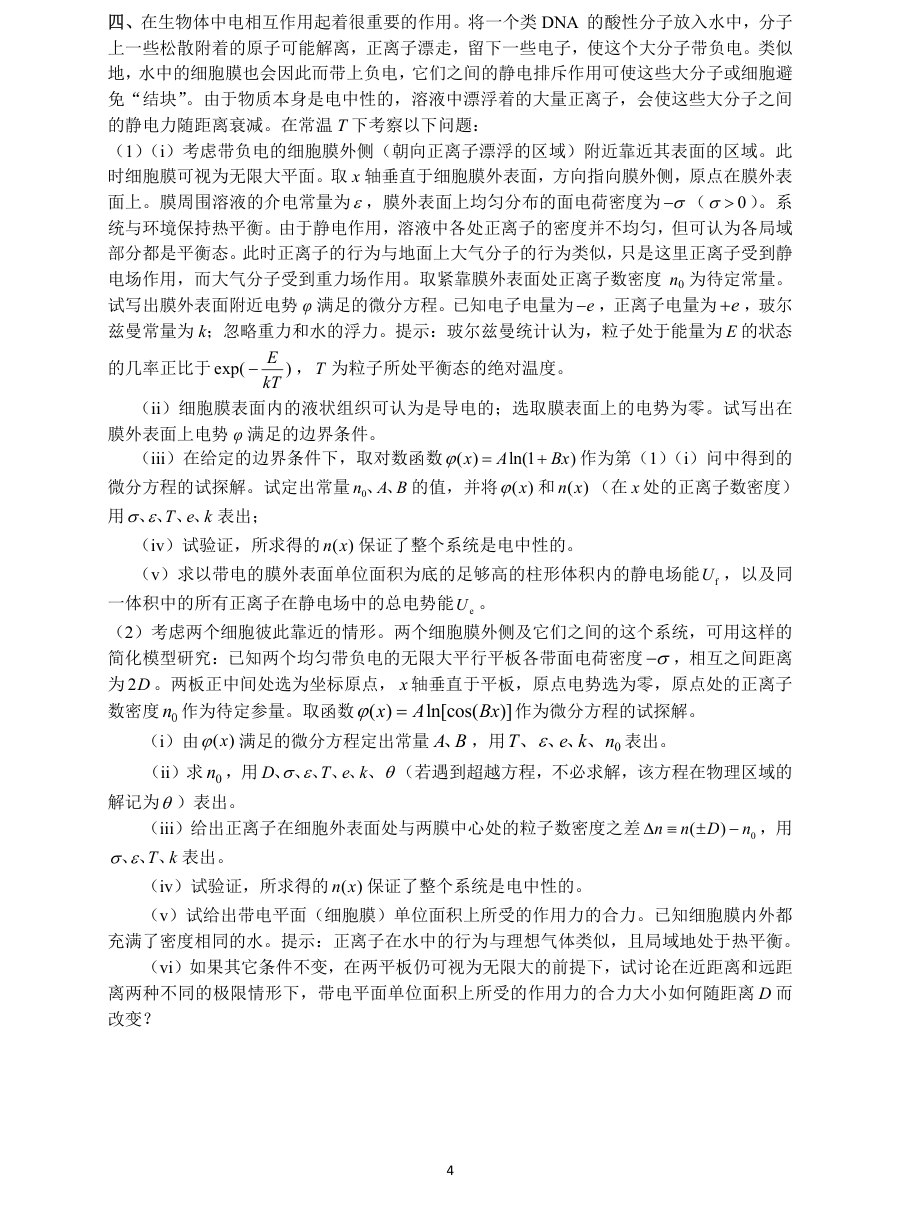 四、在生物体中电相互作用起着很重要的作用。将一个类 DNA 的酸性分子放入水中，分子
上一些松散附着的原子可能解离，正离子漂走，留下一些电子，使这个大分子带负电。类似
地，水中的细胞膜也会因此而带上负电，它们之间的静电排斥作用可使这些大分子或细胞避
免“结块”。由于物质本身是电中性的，溶液中漂浮着的大量正离子，会使这些大分子之间
的静电力随距离衰减。在常温 T 下考察以下问题：
（1）（i）考虑带负电的细胞膜外侧（朝向正离子漂浮的区域）附近靠近其表面的区域。此
时细胞膜可视为无限大平面。取 x 轴垂直于细胞膜外表面，方向指向膜外侧，原点在膜外表
面上。膜周围溶液的介电常量为 ε ，膜外表面上均匀分布的面电荷密度为 −σ （ σ > 0 ）。系
统与环境保持热平衡。由于静电作用，溶液中各处正离子的密度并不均匀，但可认为各局域
部分都是平衡态。此时正离子的行为与地面上大气分子的行为类似，只是这里正离子受到静
电场作用，而大气分子受到重力场作用。取紧靠膜外表面处正离子数密度 n₀ 为待定常量。
试写出膜外表面附近电势 φ 满足的微分方程。已知电子电量为 −e ，正离子电量为 +e ，玻尔
兹曼常量为 k；忽略重力和水的浮力。提示：玻尔兹曼统计认为，粒子处于能量为 E 的状态
的几率正比于 exp( − E/kT ) ， T 为粒子所处平衡态的绝对温度。
（ii）细胞膜表面内的液状组织可认为是导电的；选取膜表面上的电势为零。试写出在
膜外表面上电势 φ 满足的边界条件。
（iii）在给定的边界条件下，取对数函数 φ(x) = A ln(1 + Bx) 作为第（1）（i）问中得到的
微分方程的试探解。试定出常量 n₀、A、B 的值，并将 φ(x) 和 n(x) （在 x 处的正离子数密度）
用 σ、ε、T、e、k 表出；
（iv）试验证，所求得的 n(x) 保证了整个系统是电中性的。
（v）求以带电的膜外表面单位面积为底的足够高的柱形体积内的静电场能 U_f ，以及同
一体积中的所有正离子在静电场中的总电势能 U_e 。
（2）考虑两个细胞彼此靠近的情形。两个细胞膜外侧及它们之间的这个系统，可用这样的
简化模型研究：已知两个均匀带负电的无限大平行平板各带面电荷密度 −σ ，相互之间距离
为 2D 。两板正中间处选为坐标原点， x 轴垂直于平板，原点电势选为零，原点处的正离子
数密度 n₀ 作为待定参量。取函数 φ(x) = A ln[cos(Bx)] 作为微分方程的试探解。
（i）由 φ(x) 满足的微分方程定出常量 A、B ，用 T、ε、e、k、n₀ 表出。
（ii）求 n₀ ，用 D、σ、ε、T、e、k、θ （若遇到超越方程，不必求解，该方程在物理区域的
解记为 θ ）表出。
（iii）给出正离子在细胞外表面处与两膜中心处的粒子数密度之差 Δn ≡ n(±D) − n₀ ，用
σ、ε、T、k 表出。
（iv）试验证，所求得的 n(x) 保证了整个系统是电中性的。
（v）试给出带电平面（细胞膜）单位面积上所受的作用力的合力。已知细胞膜内外都
充满了密度相同的水。提示：正离子在水中的行为与理想气体类似，且局域地处于热平衡。
（vi）如果其它条件不变，在两平板仍可视为无限大的前提下，试讨论在近距离和远距
离两种不同的极限情形下，带电平面单位面积上所受的作用力的合力大小如何随距离 D 而
改变？
4